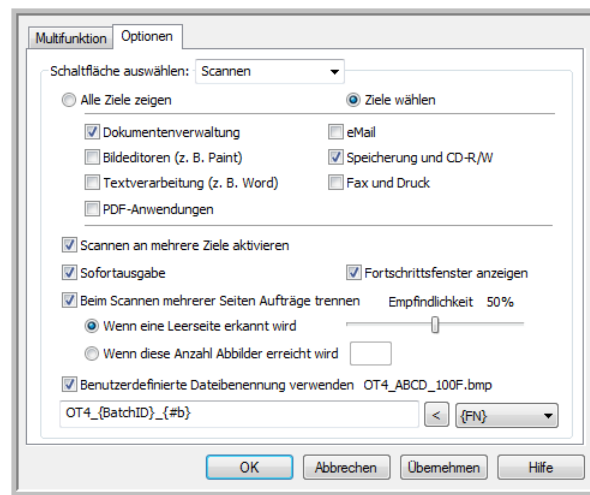 Multifunktion Optionen
Schaltfläche auswählen: Scannen
Alle Ziele zeigen Ziele wählen
Dokumentenverwaltung eMail
Bildeditoren (z. B. Paint) Speicherung und CD-R/W
Textverarbeitung (z. B. Word) Fax und Druck
PDF-Anwendungen
Scannen an mehrere Ziele aktivieren
Sofortausgabe Fortschrittsfenster anzeigen
Beim Scannen mehrerer Seiten Aufträge trennen Empfindlichkeit 50%
Wenn eine Leerseite erkannt wird
Wenn diese Anzahl Abbilder erreicht wird
Benutzerdefinierte Dateibenennung verwenden OT4_ABCD_100F.bmp
OT4_{BatchID}_{#b} < {FN}
OK Abbrechen Übernehmen Hilfe